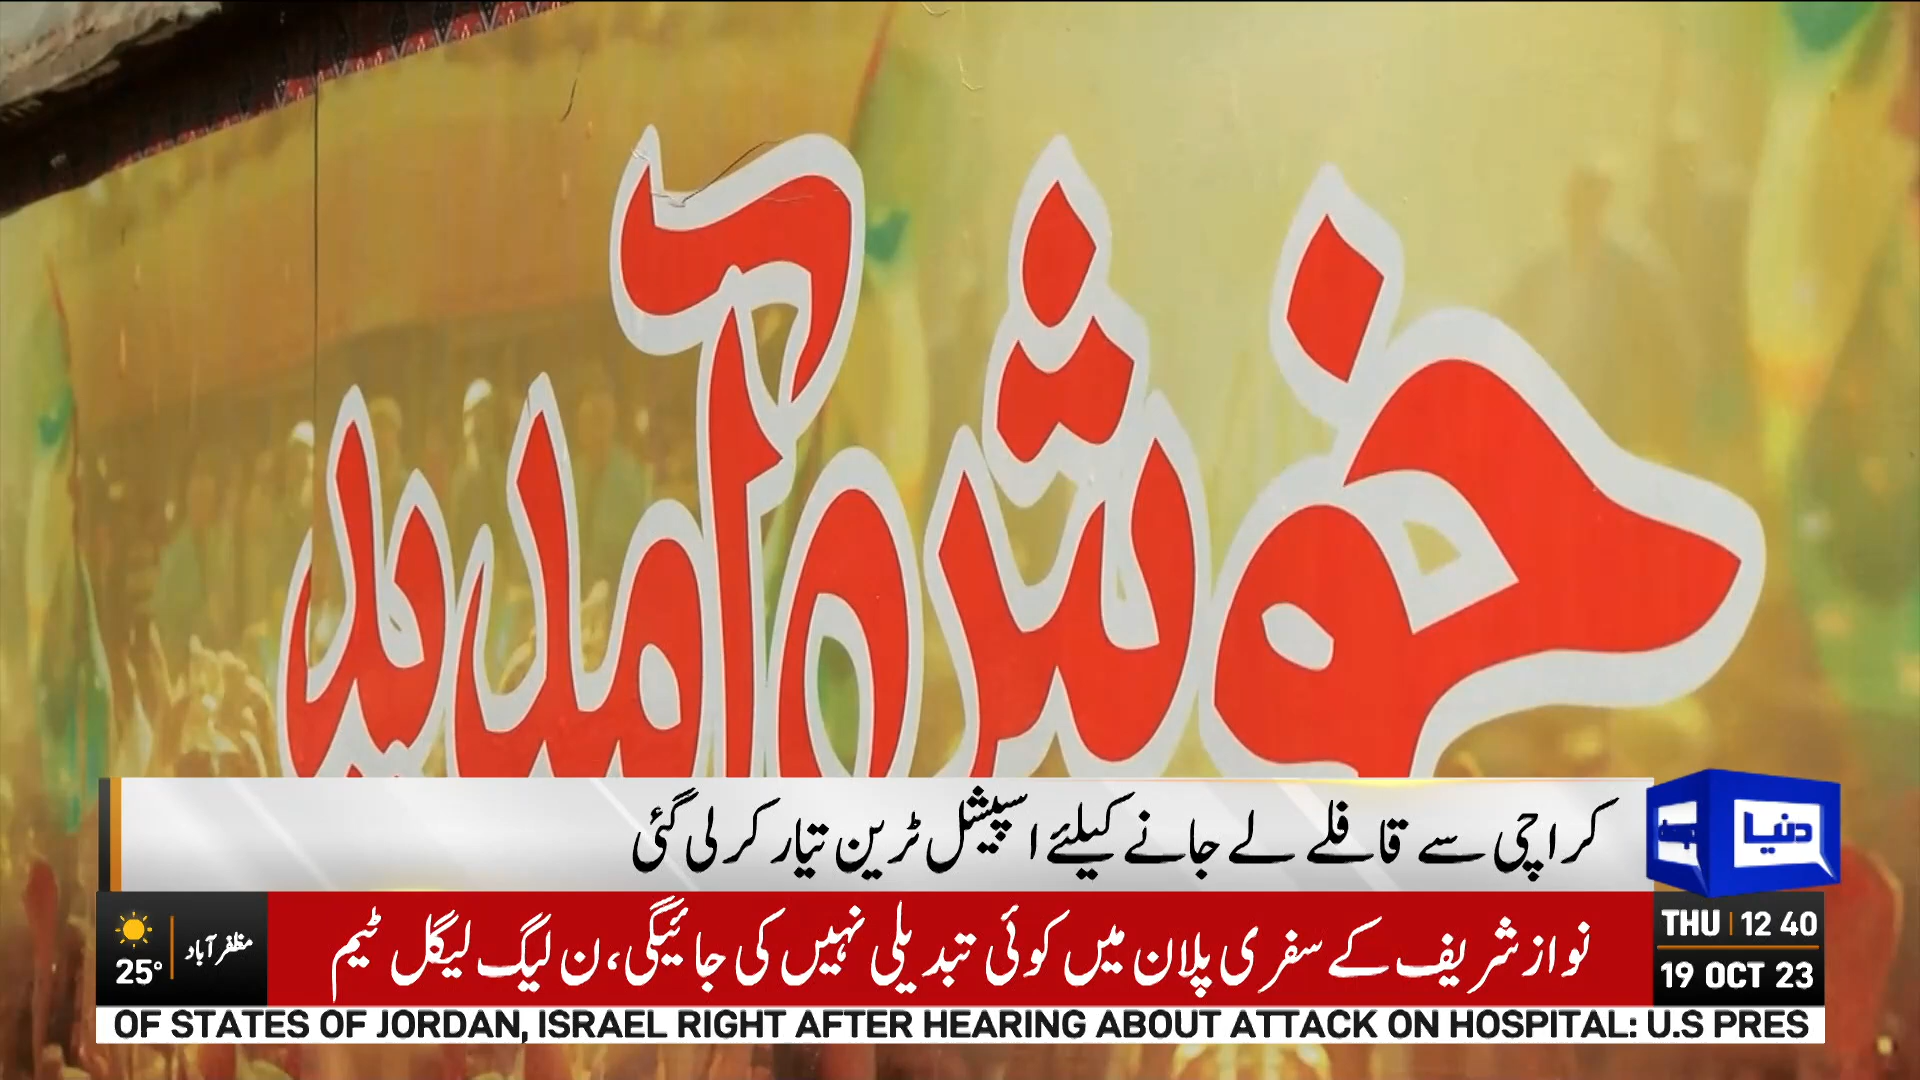 خوش آمدید
کراچی سے قافلے لے جانے کیلئے اسپیشل ٹرین تیار کر لی گئی
دنیا
نواز شریف کے سفری پلان میں کوئی تبدیلی نہیں کی جائیگی، ن لیگ لیگل ٹیم
مظفر آباد
25°
THU | 12 40
19 OCT 23
OF STATES OF JORDAN, ISRAEL RIGHT AFTER HEARING ABOUT ATTACK ON HOSPITAL: U.S PRES